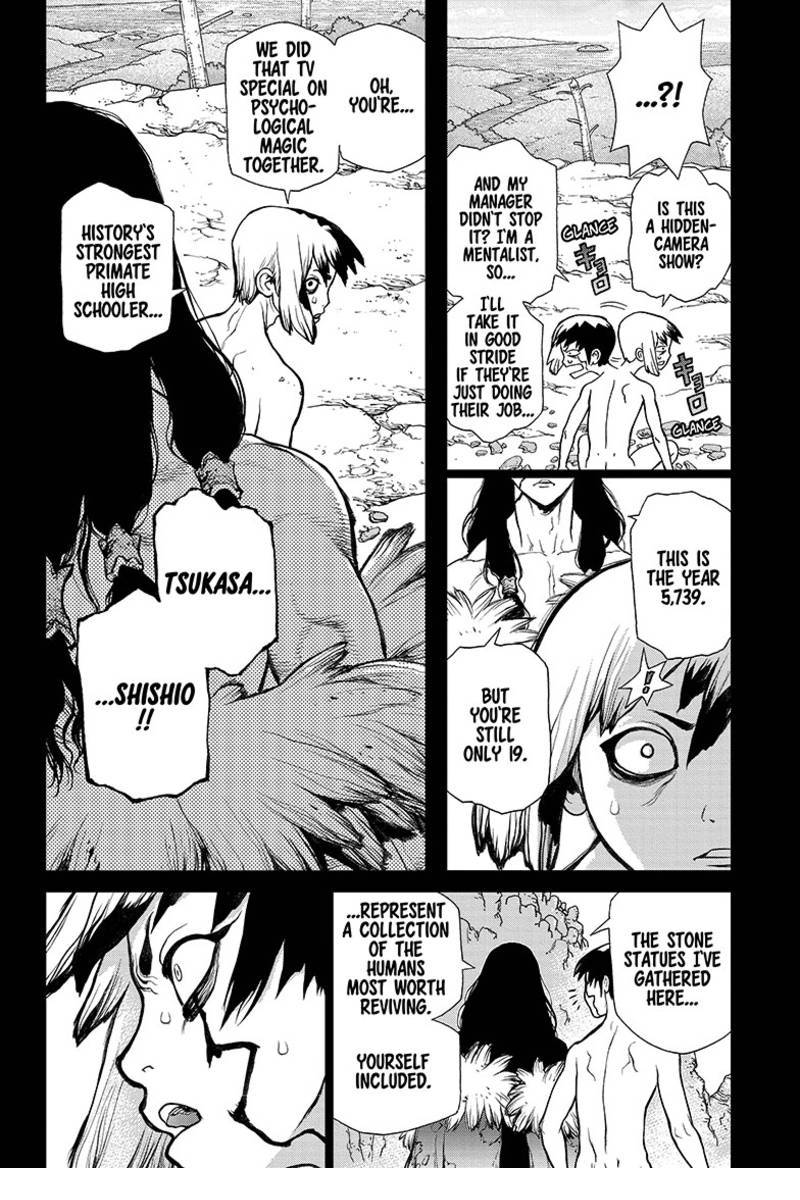 ...?!
IS THIS
A HIDDEN-
CAMERA
SHOW?
GLANCE
キョロ
AND MY
MANAGER
DIDN'T STOP
IT? I'M A
MENTALIST,
SO...
I'LL
TAKE IT
IN GOOD
STRIDE
IF THEY'RE
JUST DOING
THEIR JOB...
キョロ
GLANCE
THIS IS
THE YEAR
5,739.
!!
BUT
YOU'RE
STILL
ONLY 19.
OH,
YOU'RE...
WE DID
THAT TV
SPECIAL ON
PSYCHO-
LOGICAL
MAGIC
TOGETHER.
HISTORY'S
STRONGEST
PRIMATE
HIGH
SCHOOLER...
TSUKASA...
...SHISHIO
!!
THE STONE
STATUES I'VE
GATHERED
HERE...
...REPRESENT
A COLLECTION
OF THE
HUMANS
MOST WORTH
REVIVING.
YOURSELF
INCLUDED.